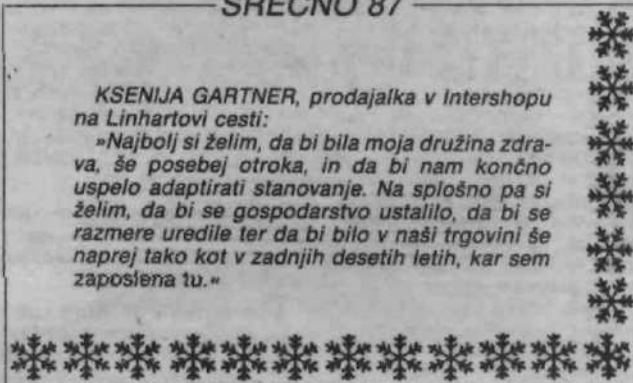 SREČNO 87
KSENIJA GARTNER, prodajalka v Intershopu
na Linhartovi cesti:
»Najbolj si želim, da bi bila moja družina zdra-
va, še posebej otroka, in da bi nam končno
uspelo adaptirati stanovanje. Na splošno pa si
želim, da bi se gospodarstvo ustalilo, da bi se
razmere uredile ter da bi bilo v naši trgovini še
naprej tako kot v zadnjih desetih letih, kar sem
zaposlena tu.«